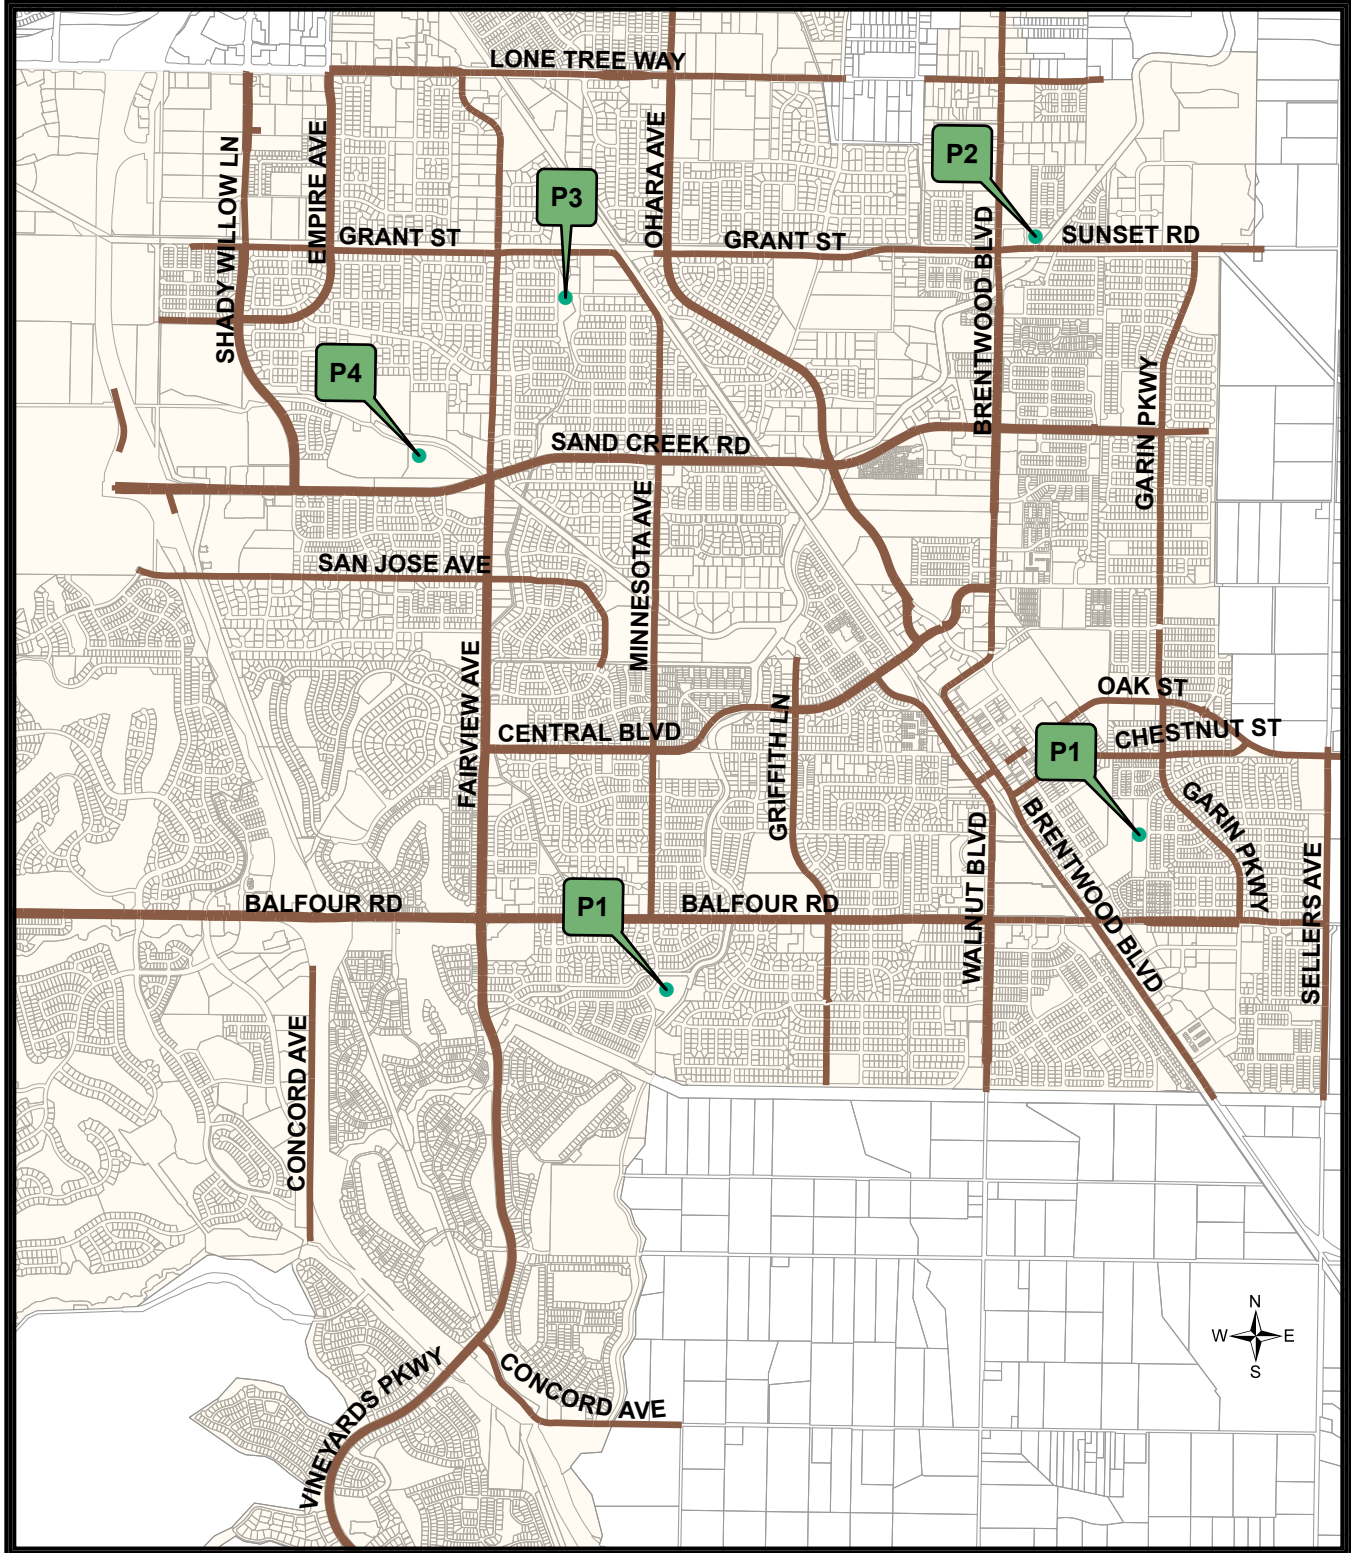 LONE TREE WAY
SHADY WILLOW LN
EMPIRE AVE
OHARA AVE
P2
P3
GRANT ST
GRANT ST
SUNSET RD
BRENTWOOD BLVD
P4
GARIN PKWY
SAND CREEK RD
MINNESOTA AVE
SAN JOSE AVE
FAIRVIEW AVE
OAK ST
CHESTNUT ST
CENTRAL BLVD
GRIFFITH LN
P1
GARIN PKWY
BRENTWOOD BLVD
WALNUT BLVD
SELLERS AVE
BALFOUR RD
P1
BALFOUR RD
CONCORD AVE
N
W E
S
CONCORD AVE
VINEYARDS PKWY